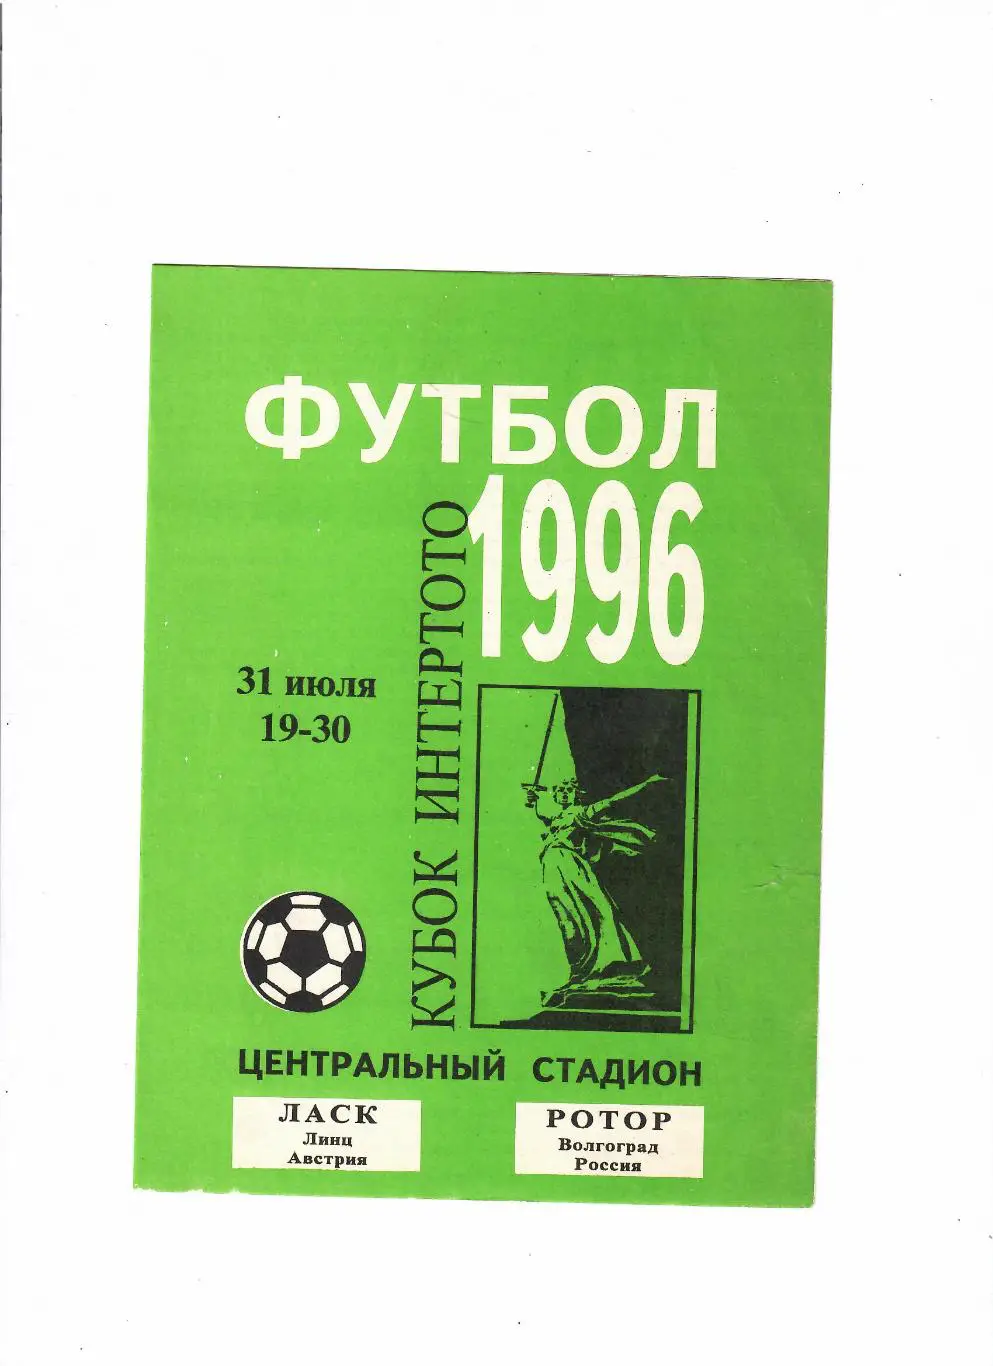 ФУТБОЛ
1996
КУБОК ИНТЕРТОТО
31 июля
19-30
ЦЕНТРАЛЬНЫЙ СТАДИОН
ЛАСК
Линц
Австрия
РОТОР
Волгоград
Россия